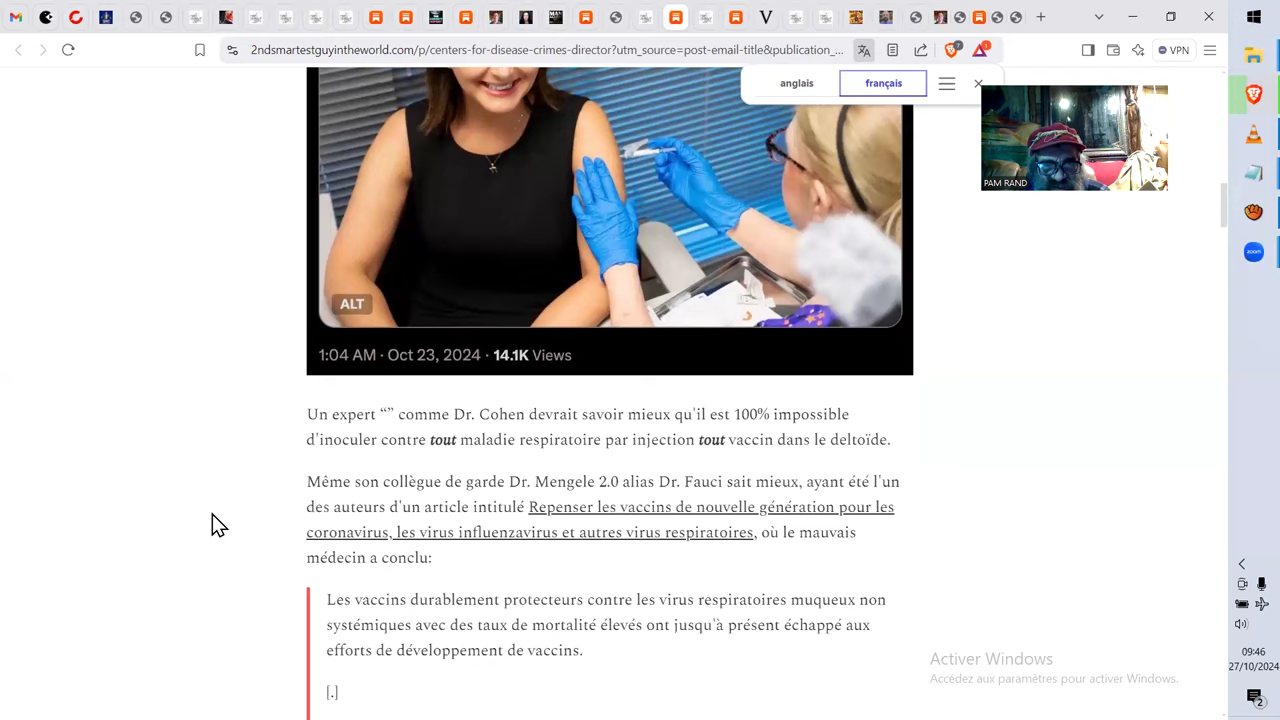 2ndsmartestguyintheworld.com/p/centers-for-disease-crimes-director?utm_source=post-email-title&publication_...
VPN
anglais
français
PAM RAND
ALT
1:04 AM · Oct 23, 2024 · 14.1K Views
Un expert “” comme Dr. Cohen devrait savoir mieux qu'il est 100% impossible
d'inoculer contre tout maladie respiratoire par injection tout vaccin dans le deltoïde.
Même son collègue de garde Dr. Mengele 2.0 alias Dr. Fauci sait mieux, ayant été l'un
des auteurs d'un article intitulé Repenser les vaccins de nouvelle génération pour les
coronavirus, les virus influenzavirus et autres virus respiratoires, où le mauvais
médecin a conclu:
Les vaccins durablement protecteurs contre les virus respiratoires muqueux non
systémiques avec des taux de mortalité élevés ont jusqu'à présent échappé aux
efforts de développement de vaccins.
[.]
Activer Windows
Accédez aux paramètres pour activer Windows.
zoom
09:46
27/10/2024
2